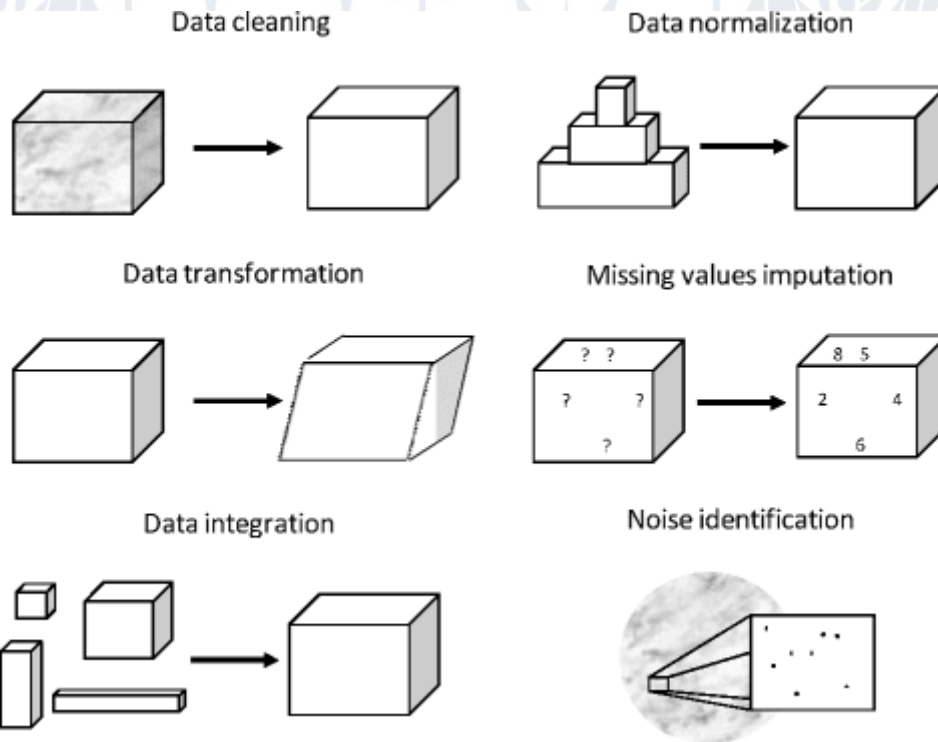 Data cleaning
Data normalization
Data transformation
Missing values imputation
? ?
? ?
?
8 5
2 4
6
Data integration
Noise identification